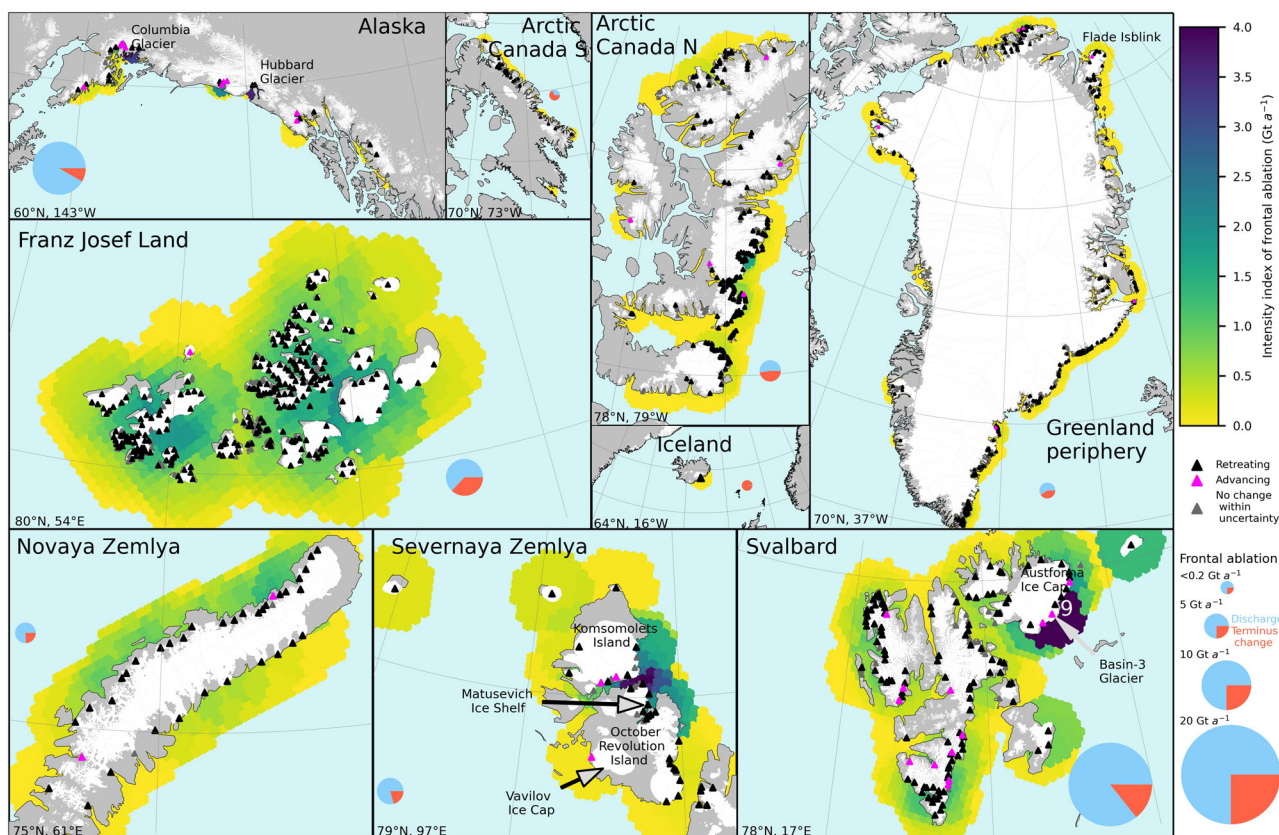 Alaska
Columbia
Glacier
Hubbard
Glacier
60°N, 143°W
Arctic
Canada S
70°N, 73°W
Arctic
Canada N
78°N, 79°W
Flade Isblink
Greenland
periphery
70°N, 37°W
Iceland
64°N, 16°W
Franz Josef Land
80°N, 54°E
Novaya Zemlya
75°N, 61°E
Severnaya Zemlya
Komsomolets
Island
Matusevich
Ice Shelf
October
Revolution
Island
Vavilov
Ice Cap
79°N, 97°E
Svalbard
Austfonna
Ice Cap
9
Basin-3
Glacier
78°N, 17°E
4.0
3.5
3.0
2.5
2.0
1.5
1.0
0.5
0.0
Intensity index of frontal ablation (Gt a⁻¹)
Retreating
Advancing
No change
within
uncertainty
Frontal ablation
<0.2 Gt a⁻¹
5 Gt a⁻¹
Discharge
Terminus
change
10 Gt a⁻¹
20 Gt a⁻¹